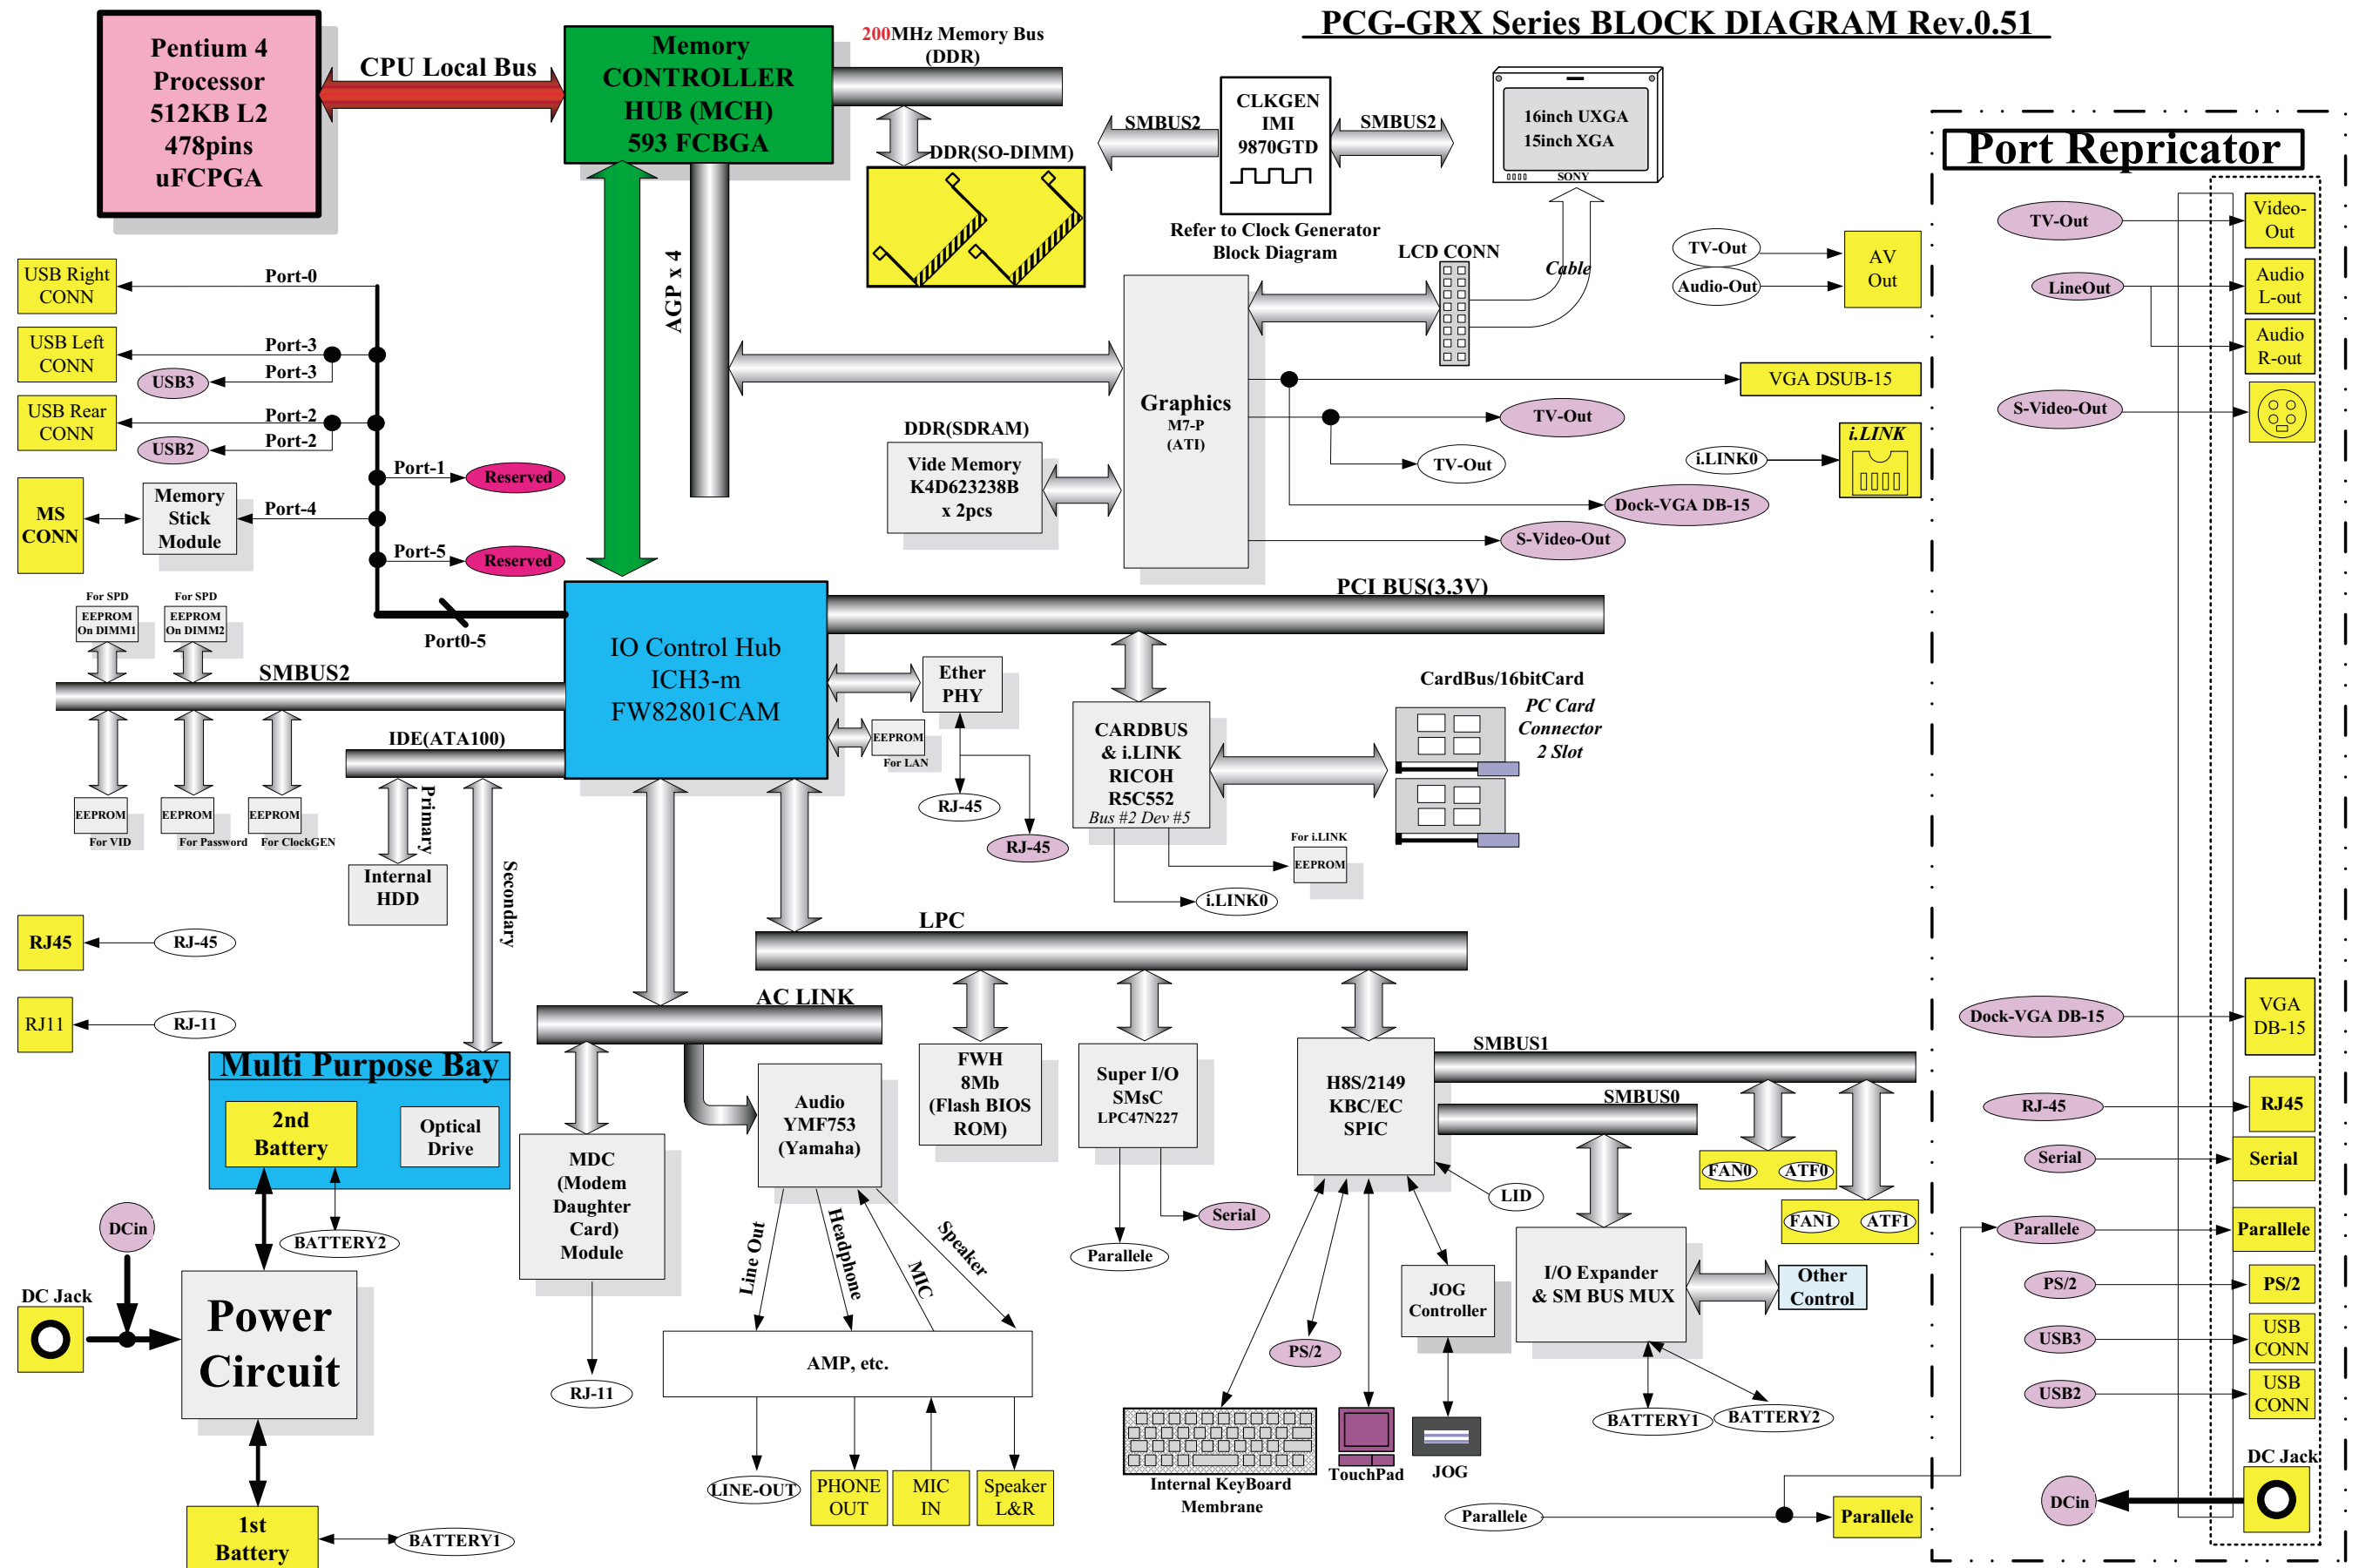 PCG-GRX Series BLOCK DIAGRAM Rev.0.51
Pentium 4
Processor
512KB L2
478pins
uFCPGA
CPU Local Bus
Memory
CONTROLLER
HUB (MCH)
593 FCBGA
200MHz Memory Bus
(DDR)
DDR(SO-DIMM)
SMBUS2
CLKGEN
IMI
9870GTD
SMBUS2
Refer to Clock Generator
Block Diagram
16inch UXGA
15inch XGA
SONY
LCD CONN
Cable
TV-Out
Audio-Out
AV
Out
AGP x 4
USB Right
CONN
Port-0
USB Left
CONN
Port-3
Port-3
USB3
USB Rear
CONN
Port-2
Port-2
USB2
Port-1
Reserved
MS
CONN
Memory
Stick
Module
Port-4
Port-5
Reserved
Port0-5
Graphics
M7-P
(ATI)
DDR(SDRAM)
Vide Memory
K4D623238B
x 2pcs
VGA DSUB-15
TV-Out
TV-Out
Dock-VGA DB-15
S-Video-Out
i.LINK0
i.LINK
For SPD
EEPROM
On DIMM1
For SPD
EEPROM
On DIMM2
SMBUS2
EEPROM
For VID
EEPROM
For Password
EEPROM
For ClockGEN
IO Control Hub
ICH3-m
FW82801CAM
PCI BUS(3.3V)
Ether
PHY
EEPROM
For LAN
RJ-45
RJ-45
IDE(ATA100)
Primary
Secondary
Internal
HDD
CARDBUS
& i.LINK
RICOH
R5C552
Bus #2 Dev #5
CardBus/16bitCard
PC Card
Connector
2 Slot
For i.LINK
EEPROM
i.LINK0
RJ45
RJ-45
RJ11
RJ-11
LPC
AC LINK
Multi Purpose Bay
2nd
Battery
Optical
Drive
BATTERY2
DCin
DC Jack
Power
Circuit
1st
Battery
BATTERY1
MDC
(Modem
Daughter
Card)
Module
RJ-11
Audio
YMF753
(Yamaha)
Line Out
Headphone
MIC
Speaker
AMP, etc.
LINE-OUT
PHONE
OUT
MIC
IN
Speaker
L&R
FWH
8Mb
(Flash BIOS
ROM)
Super I/O
SMsC
LPC47N227
Serial
Parallele
H8S/2149
KBC/EC
SPIC
SMBUS1
SMBUS0
FAN0
ATF0
FAN1
ATF1
LID
PS/2
JOG
Controller
I/O Expander
& SM BUS MUX
Other
Control
BATTERY1
BATTERY2
Internal KeyBoard
Membrane
TouchPad
JOG
Parallele
Parallele
Port Repricator
TV-Out
Video-
Out
LineOut
Audio
L-out
Audio
R-out
S-Video-Out
Dock-VGA DB-15
VGA
DB-15
RJ-45
RJ45
Serial
Serial
Parallele
Parallele
PS/2
PS/2
USB3
USB
CONN
USB2
USB
CONN
DC Jack
DCin